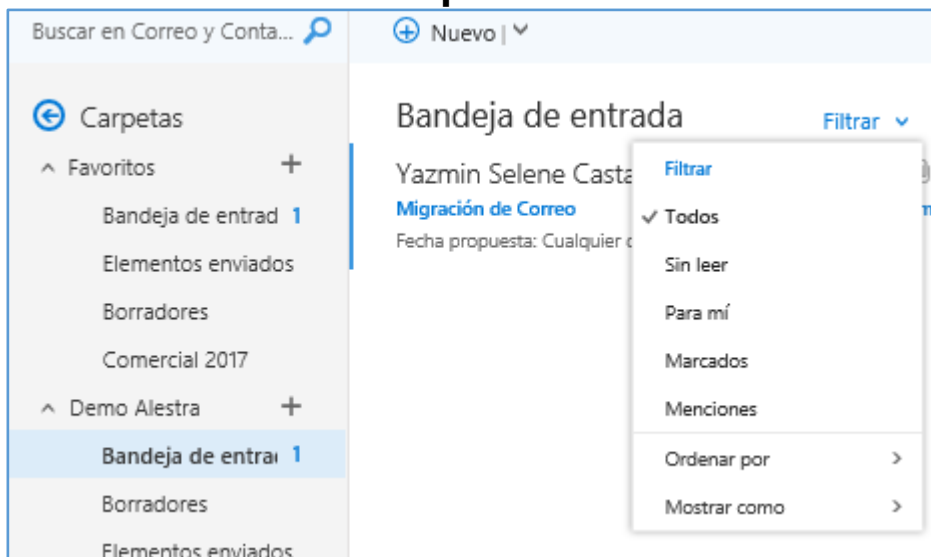 Buscar en Correo y Conta...
Nuevo
Carpetas
Favoritos
Bandeja de entrad 1
Elementos enviados
Borradores
Comercial 2017
Demo Alestra
Bandeja de entra 1
Borradores
Elementos enviados
Bandeja de entrada Filtrar
Yazmin Selene Casta
Migración de Correo
Fecha propuesta: Cualquier
Filtrar
Todos
Sin leer
Para mí
Marcados
Menciones
Ordenar por
Mostrar como